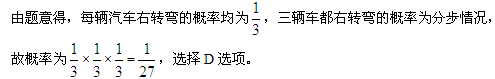 由题意得，每辆汽车右转弯的概率均为1/3，三辆车都右转弯的概率为分步情况，
故概率为1/3×1/3×1/3=1/27，选择 D 选项。